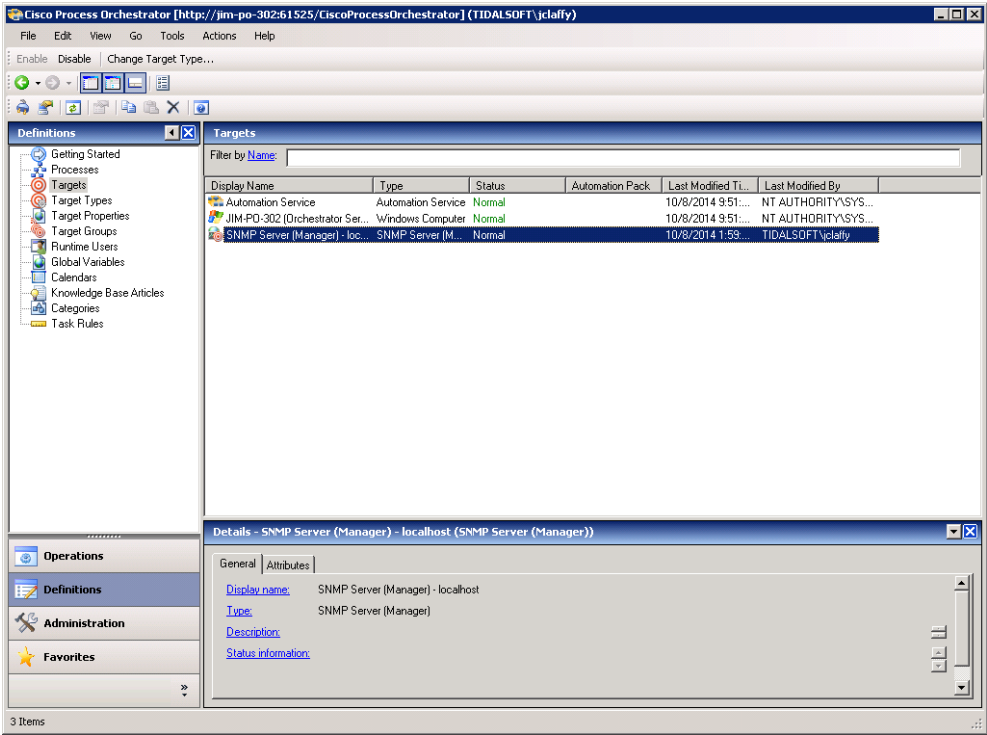 Cisco Process Orchestrator [http://jim-po-302:61525/CiscoProcessOrchestrator] (TIDALSOFT\jclaffy)
File Edit View Go Tools Actions Help
Enable Disable Change Target Type...
Definitions
Getting Started
Processes
Targets
Target Types
Target Properties
Target Groups
Runtime Users
Global Variables
Calendars
Knowledge Base Articles
Categories
Task Rules
Operations
Definitions
Administration
Favorites
»
Targets
Filter by Name:
Display Name Type Status Automation Pack Last Modified Ti... Last Modified By
Automation Service Automation Service Normal 10/8/2014 9:51:... NT AUTHORITY\SYS...
JIM-PO-302 (Orchestrator Ser... Windows Computer Normal 10/8/2014 9:51:... NT AUTHORITY\SYS...
SNMP Server (Manager) - loc... SNMP Server (M... Normal 10/8/2014 1:59:... TIDALSOFT\jclaffy
Details - SNMP Server (Manager) - localhost (SNMP Server (Manager))
General Attributes
Display name: SNMP Server (Manager) - localhost
Type: SNMP Server (Manager)
Description:
Status information:
3 Items